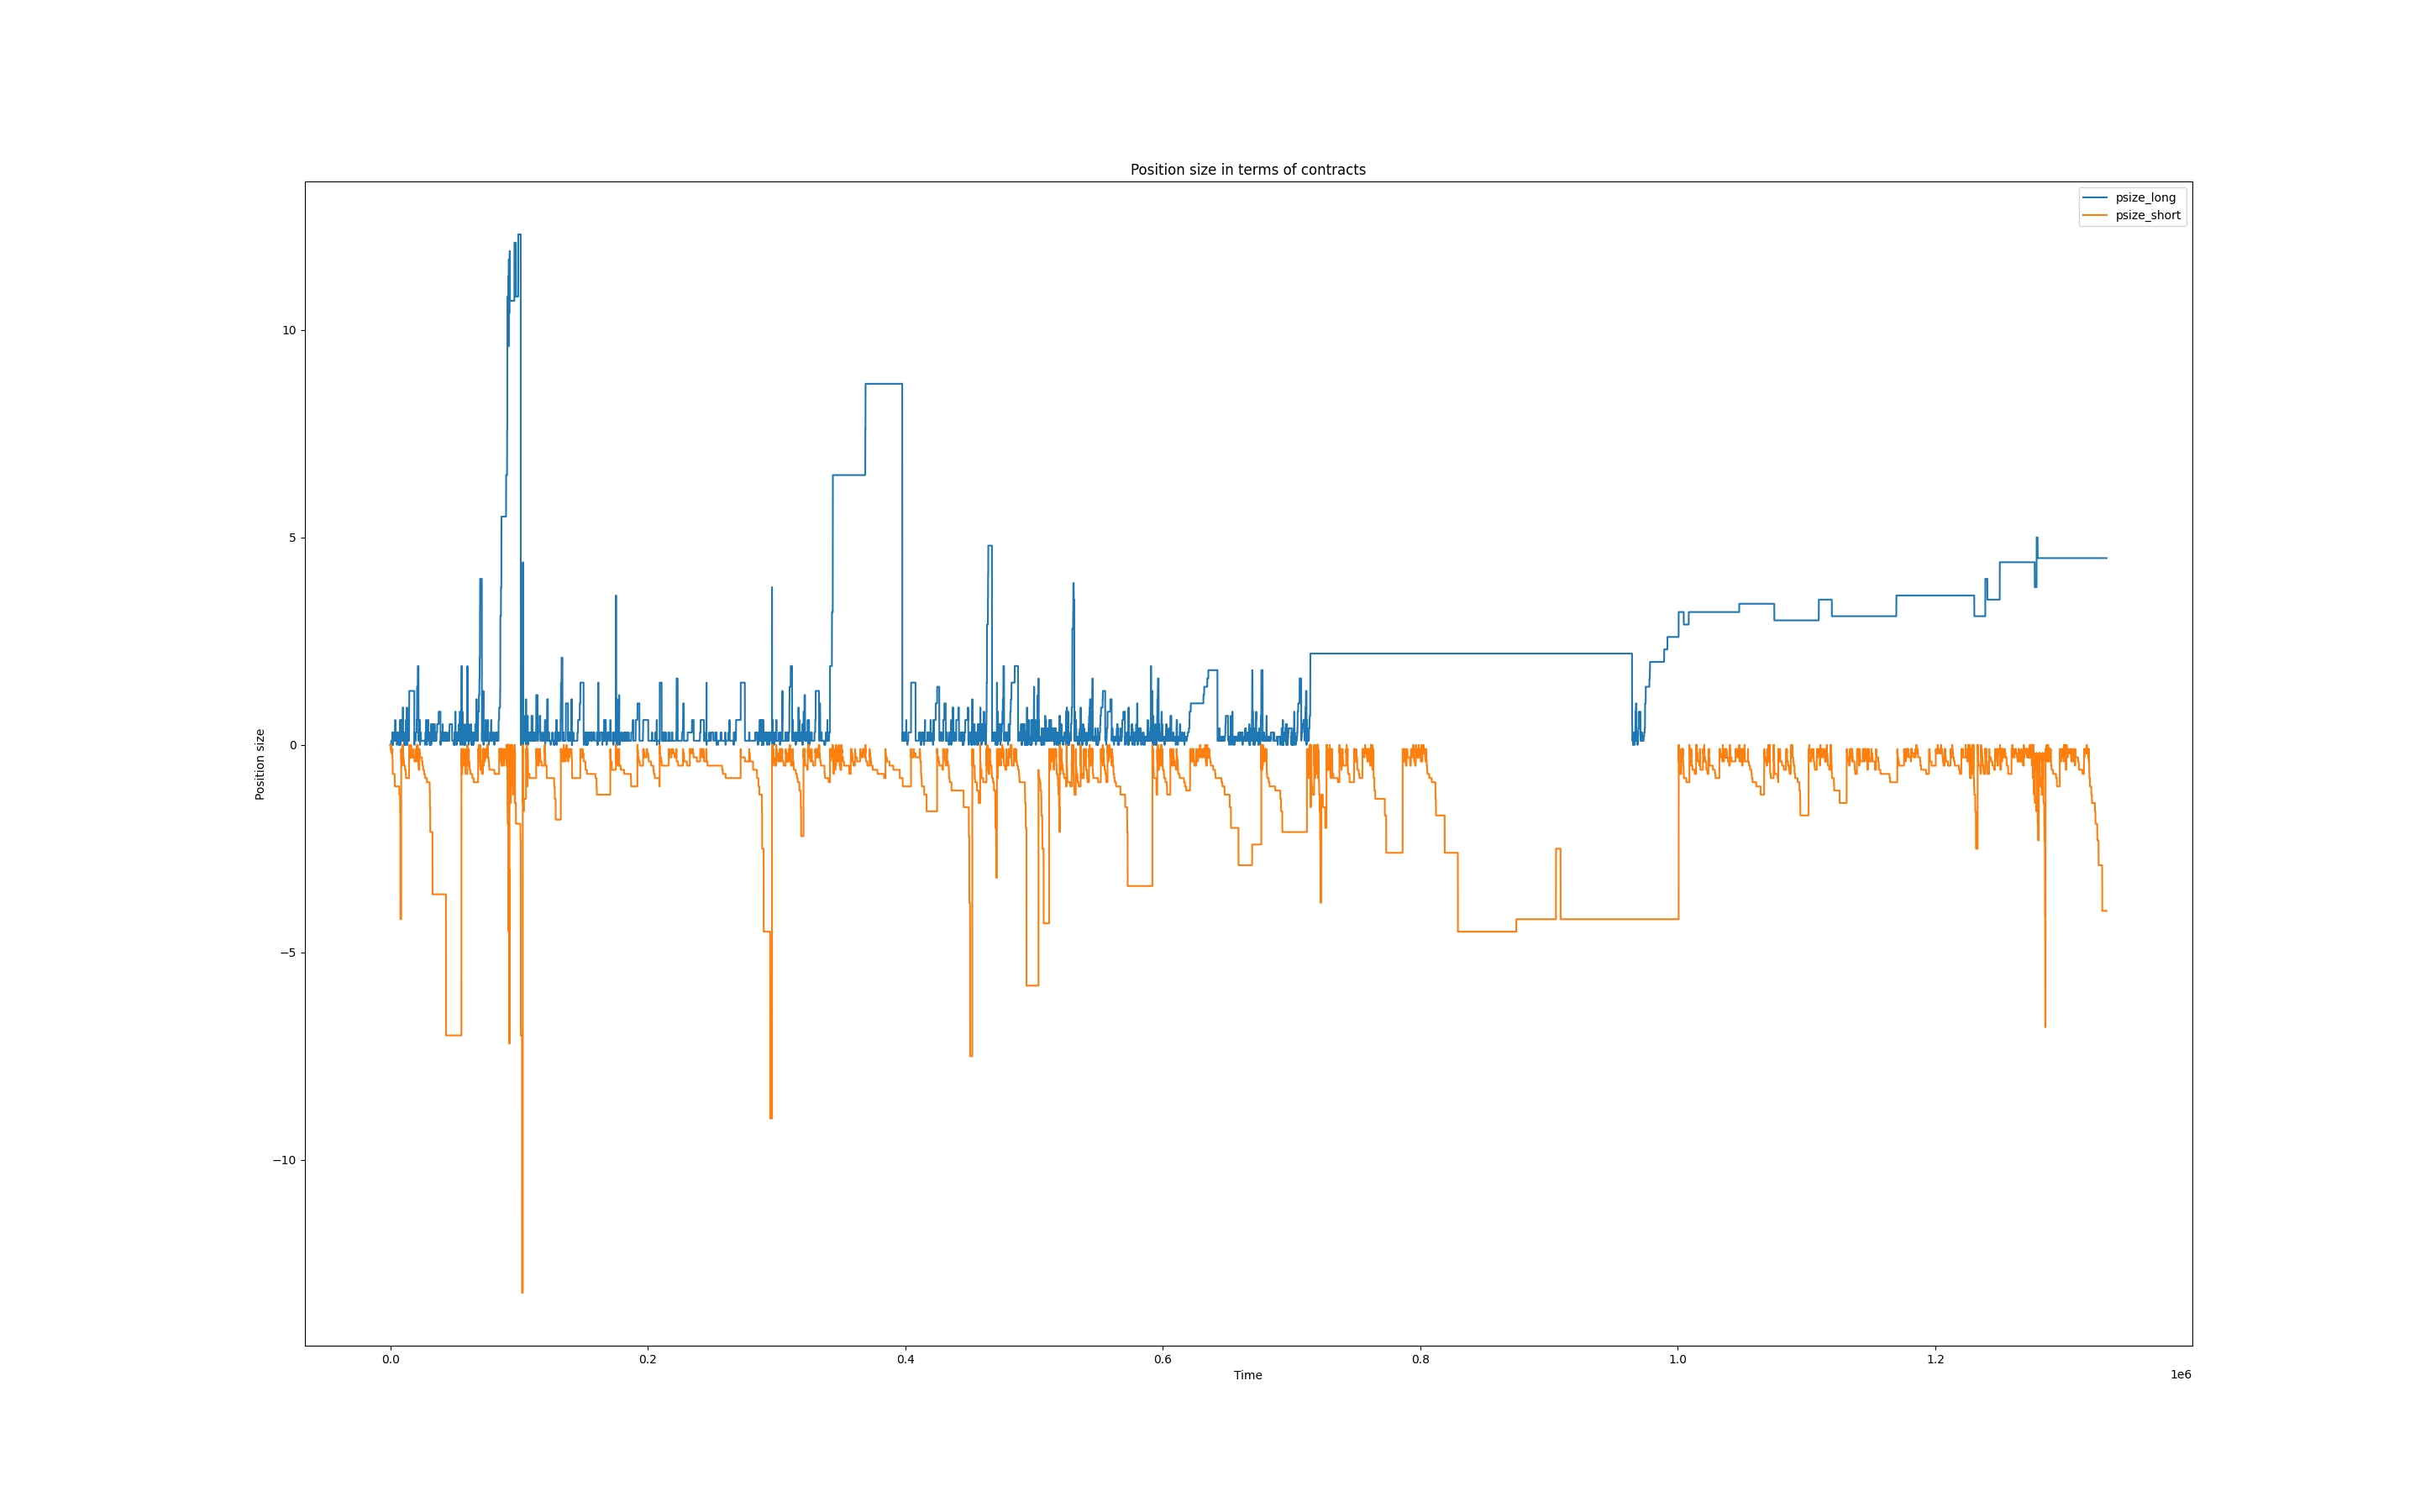 Position size in terms of contracts
psize_long
psize_short
10
5
0
−5
−10
Position size
0.0 0.2 0.4 0.6 0.8 1.0 1.2
1e6
Time